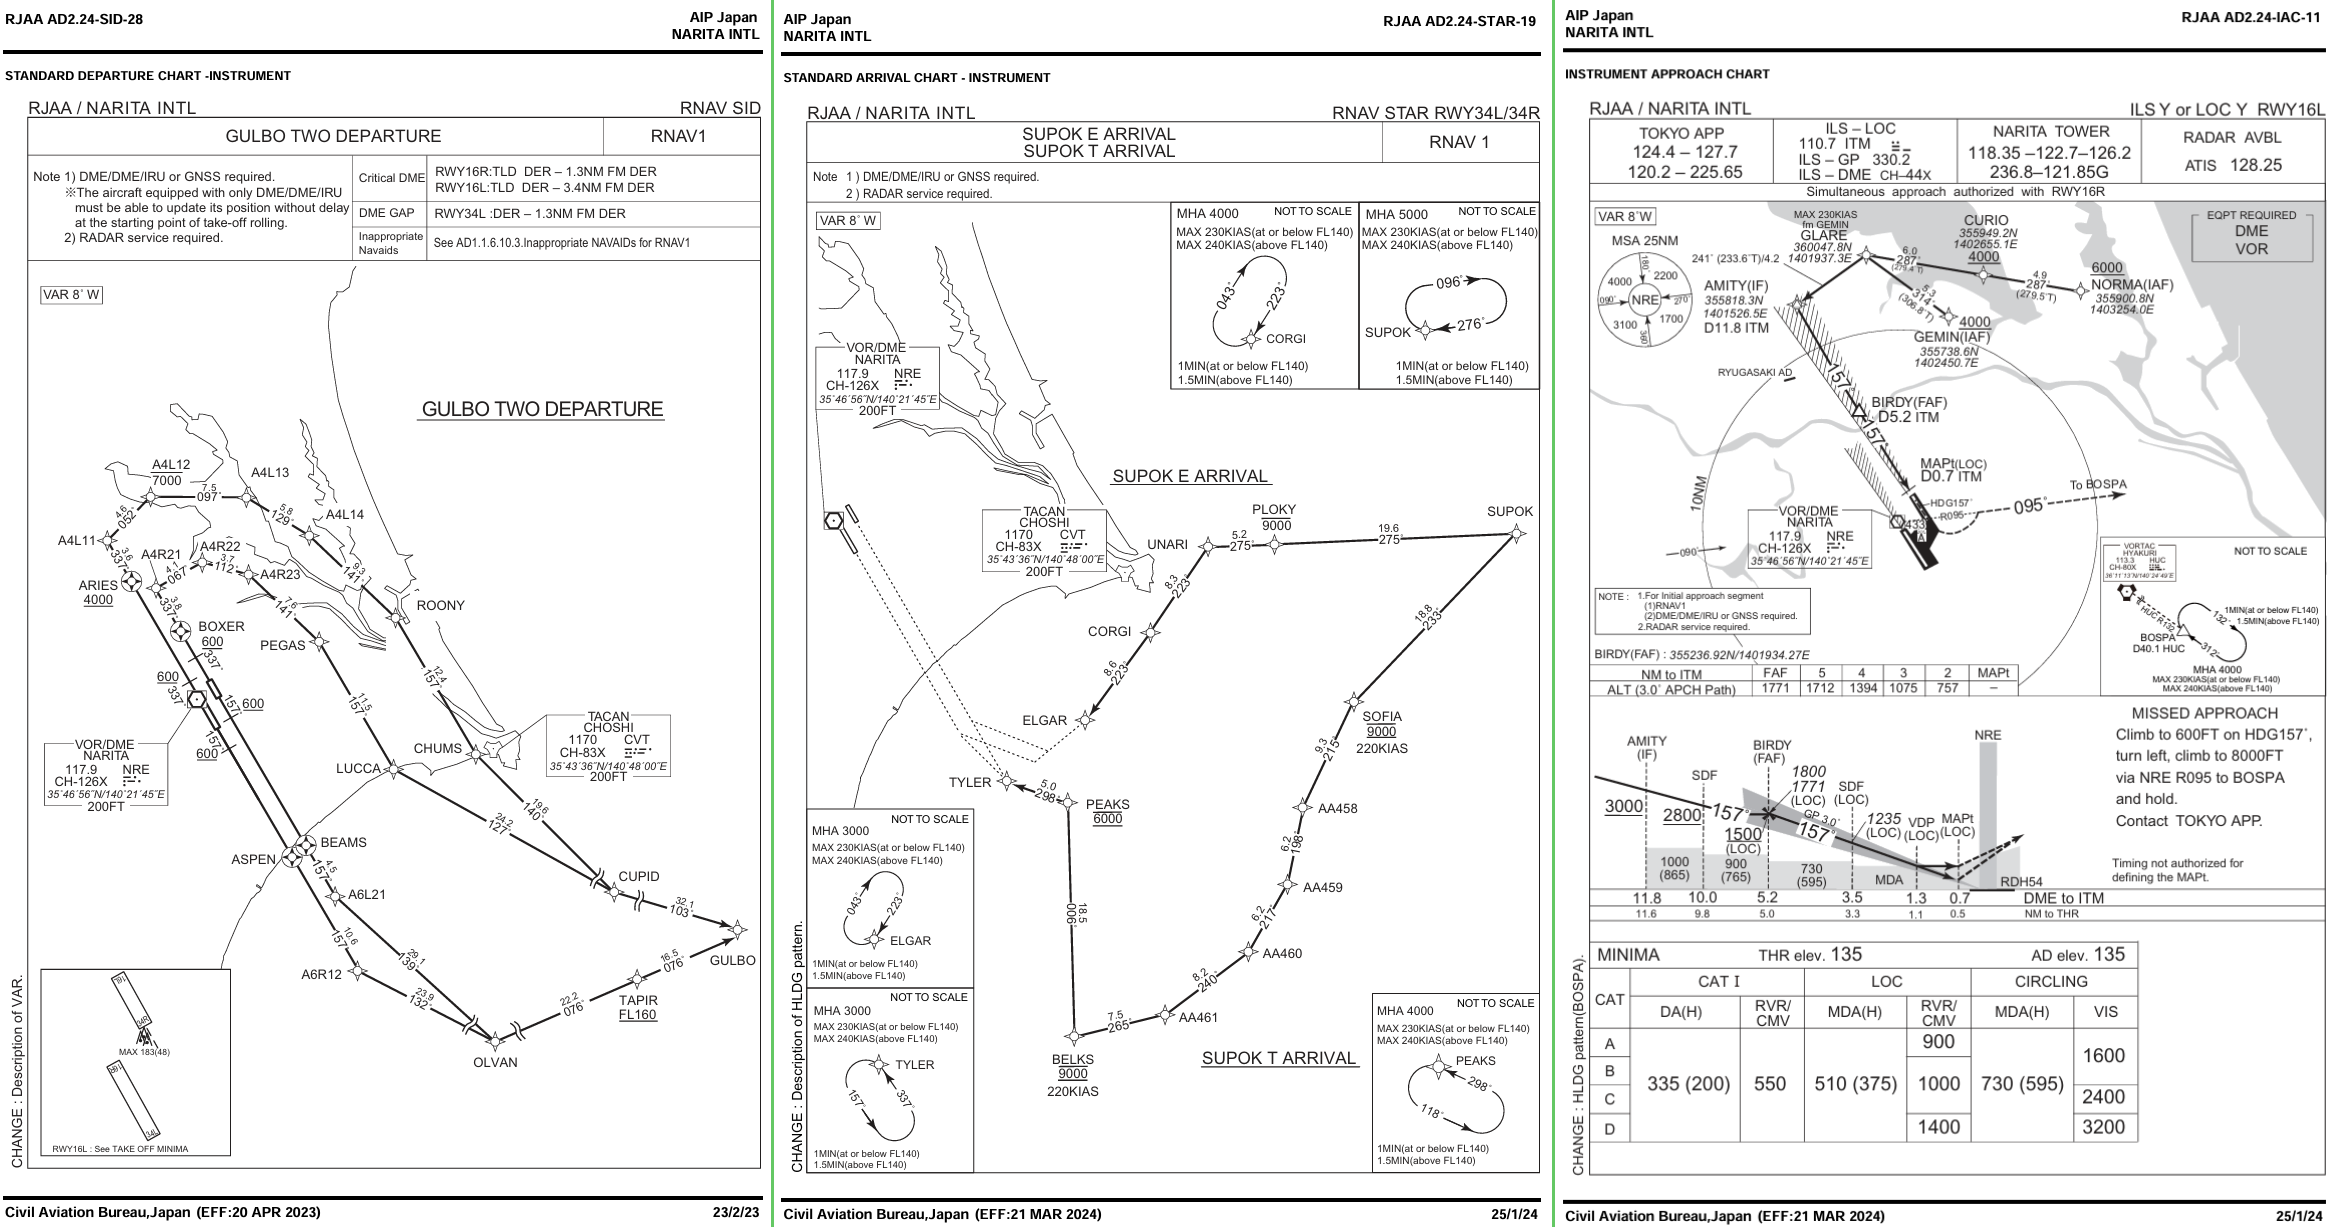 RJAA AD2.24-SID-28
AIP Japan
NARITA INTL
STANDARD DEPARTURE CHART -INSTRUMENT
RJAA / NARITA INTL
RNAV SID
GULBO TWO DEPARTURE
RNAV1
Note 1) DME/DME/IRU or GNSS required.
※The aircraft equipped with only DME/DME/IRU
must be able to update its position without delay
at the starting point of take-off rolling.
2) RADAR service required.
Critical DME
RWY16R:TLD DER – 1.3NM FM DER
RWY16L:TLD DER – 3.4NM FM DER
DME GAP
RWY34L :DER – 1.3NM FM DER
Inappropriate
Navaids
See AD1.1.6.10.3.Inappropriate NAVAIDs for RNAV1
VAR 8°W
GULBO TWO DEPARTURE
A4L12
7000
A4L13
7.5
097°
4.6
052°
5.8
129°
A4L14
A4L11
3.6
337°
A4R21
A4R22
4.1
067°
3.7
112°
A4R23
9.3
141°
ARIES
4000
3.8
337°
7.6
141°
ROONY
BOXER
600
PEGAS
337°
600
337°
157°
600
157°
600
12.4
157°
11.5
157°
VOR/DME
NARITA
117.9 NRE
CH-126X
35°46′56″N/140°21′45″E
200FT
TACAN
CHOSHI
1170 CVT
CH-83X
35°43′36″N/140°48′00″E
200FT
CHUMS
LUCCA
19.6
140°
24.2
127°
BEAMS
ASPEN
4.5
157°
A6L21
CUPID
32.1
103°
10.6
157°
29.1
139°
A6R12
23.9
132°
GULBO
16.5
076°
22.2
076°
TAPIR
FL160
OLVAN
16L
34R
MAX 183(48)
16R
34L
RWY16L : See TAKE OFF MINIMA
CHANGE : Description of VAR.
Civil Aviation Bureau,Japan (EFF:20 APR 2023)
23/2/23
AIP Japan
NARITA INTL
RJAA AD2.24-STAR-19
STANDARD ARRIVAL CHART - INSTRUMENT
RJAA / NARITA INTL
RNAV STAR RWY34L/34R
SUPOK E ARRIVAL
SUPOK T ARRIVAL
RNAV 1
Note 1 ) DME/DME/IRU or GNSS required.
2 ) RADAR service required.
VAR 8°W
MHA 4000 NOT TO SCALE
MAX 230KIAS(at or below FL140)
MAX 240KIAS(above FL140)
043°
223°
CORGI
1MIN(at or below FL140)
1.5MIN(above FL140)
MHA 5000 NOT TO SCALE
MAX 230KIAS(at or below FL140)
MAX 240KIAS(above FL140)
096°
SUPOK
276°
1MIN(at or below FL140)
1.5MIN(above FL140)
VOR/DME
NARITA
117.9 NRE
CH-126X
35°46′56″N/140°21′45″E
200FT
SUPOK E ARRIVAL
TACAN
CHOSHI
1170 CVT
CH-83X
35°43′36″N/140°48′00″E
200FT
UNARI
5.2
275°
PLOKY
9000
19.6
275°
SUPOK
8.3
223°
CORGI
8.6
223°
ELGAR
18.8
233°
SOFIA
9000
220KIAS
9.3
215°
TYLER
5.0
298°
PEAKS
6000
AA458
6.2
198°
AA459
6.2
217°
AA460
8.2
240°
AA461
7.5
265°
18.5
006°
BELKS
9000
220KIAS
SUPOK T ARRIVAL
NOT TO SCALE
MHA 3000
MAX 230KIAS(at or below FL140)
MAX 240KIAS(above FL140)
043°
223°
ELGAR
1MIN(at or below FL140)
1.5MIN(above FL140)
NOT TO SCALE
MHA 3000
MAX 230KIAS(at or below FL140)
MAX 240KIAS(above FL140)
TYLER
157°
337°
1MIN(at or below FL140)
1.5MIN(above FL140)
NOT TO SCALE
MHA 4000
MAX 230KIAS(at or below FL140)
MAX 240KIAS(above FL140)
PEAKS
298°
118°
1MIN(at or below FL140)
1.5MIN(above FL140)
CHANGE : Description of HLDG pattern.
Civil Aviation Bureau,Japan (EFF:21 MAR 2024)
25/1/24
AIP Japan
NARITA INTL
RJAA AD2.24-IAC-11
INSTRUMENT APPROACH CHART
RJAA / NARITA INTL
ILS Y or LOC Y RWY16L
TOKYO APP
124.4 – 127.7
120.2 – 225.65
ILS – LOC
110.7 ITM
ILS – GP 330.2
ILS – DME CH–44X
NARITA TOWER
118.35 –122.7–126.2
236.8–121.85G
RADAR AVBL
ATIS 128.25
Simultaneous approach authorized with RWY16R
VAR 8°W
MSA 25NM
180°
4000
2200
090°
NRE
270°
3100
1700
360°
MAX 230KIAS
fm GEMIN
GLARE
360047.8N
1401937.3E
241° (233.6°T)/4.2
CURIO
355949.2N
1402655.1E
4000
6.0
287°
(279.4°T)
EQPT REQUIRED
DME
VOR
6000
NORMA(IAF)
355900.8N
1403254.0E
4.9
287°
(279.5°T)
AMITY(IF)
355818.3N
1401526.5E
D11.8 ITM
5.3
314°
(306.8°T)
4000
GEMIN(IAF)
355738.6N
1402450.7E
RYUGASAKI AD
157°
BIRDY(FAF)
D5.2 ITM
157°
MAPt(LOC)
D0.7 ITM
10NM
HDG157°
R095
095°
To BOSPA
433
VOR/DME
NARITA
117.9 NRE
CH-126X
35°46′56″N/140°21′45″E
090°
NOTE : 1.For Initial approach segment
(1)RNAV1
(2)DME/DME/IRU or GNSS required.
2.RADAR service required.
BIRDY(FAF) : 355236.92N/1401934.27E
NOT TO SCALE
VORTAC
HYAKURI
113.3 HUC
CH-80X
36°11′13″N/140°24′49″E
HUC R132
132°
312°
1MIN(at or below FL140)
1.5MIN(above FL140)
BOSPA
D40.1 HUC
MHA 4000
MAX 230KIAS(at or below FL140)
MAX 240KIAS(above FL140)
NM to ITM FAF 5 4 3 2 MAPt
ALT (3.0° APCH Path) 1771 1712 1394 1075 757 –
MISSED APPROACH
Climb to 600FT on HDG157°,
turn left, climb to 8000FT
via NRE R095 to BOSPA
and hold.
Contact TOKYO APP.
Timing not authorized for
defining the MAPt.
AMITY
(IF)
SDF
BIRDY
(FAF)
1800
1771
(LOC)
SDF
(LOC)
NRE
3000
2800
157°
1500
(LOC)
GP 3.0°
157°
1235
(LOC)
VDP
(LOC)
MAPt
(LOC)
1000
(865)
900
(765)
730
(595)
MDA
RDH54
11.8 10.0 5.2 3.5 1.3 0.7 DME to ITM
11.6 9.8 5.0 3.3 1.1 0.5 NM to THR
MINIMA THR elev. 135 AD elev. 135
CAT
CAT I LOC CIRCLING
DA(H)
RVR/
CMV
MDA(H)
RVR/
CMV
MDA(H)
VIS
A
B
C
D
335 (200)
550
510 (375)
900
1000
1400
730 (595)
1600
2400
3200
CHANGE : HLDG pattern(BOSPA).
Civil Aviation Bureau,Japan (EFF:21 MAR 2024)
25/1/24